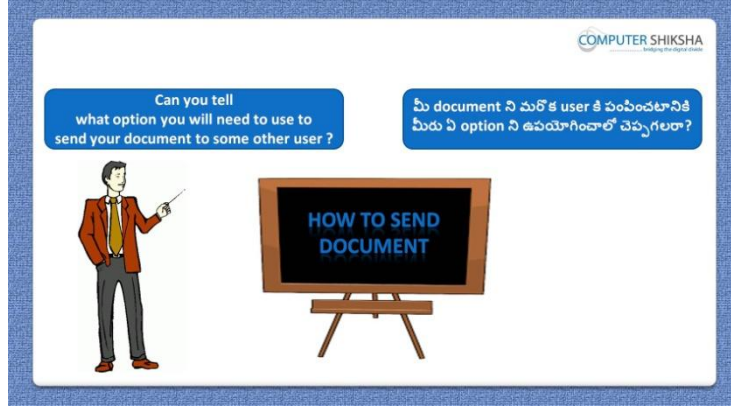 COMPUTER SHIKSHA
bridging the digital divide
Can you tell
what option you will need to use to
send your document to some other user ?
మీ document ని మరొక user కి పంపించటానికి
మీరు ఏ option ని ఉపయోగించాలో చెప్పగలరా?
HOW TO SEND
DOCUMENT